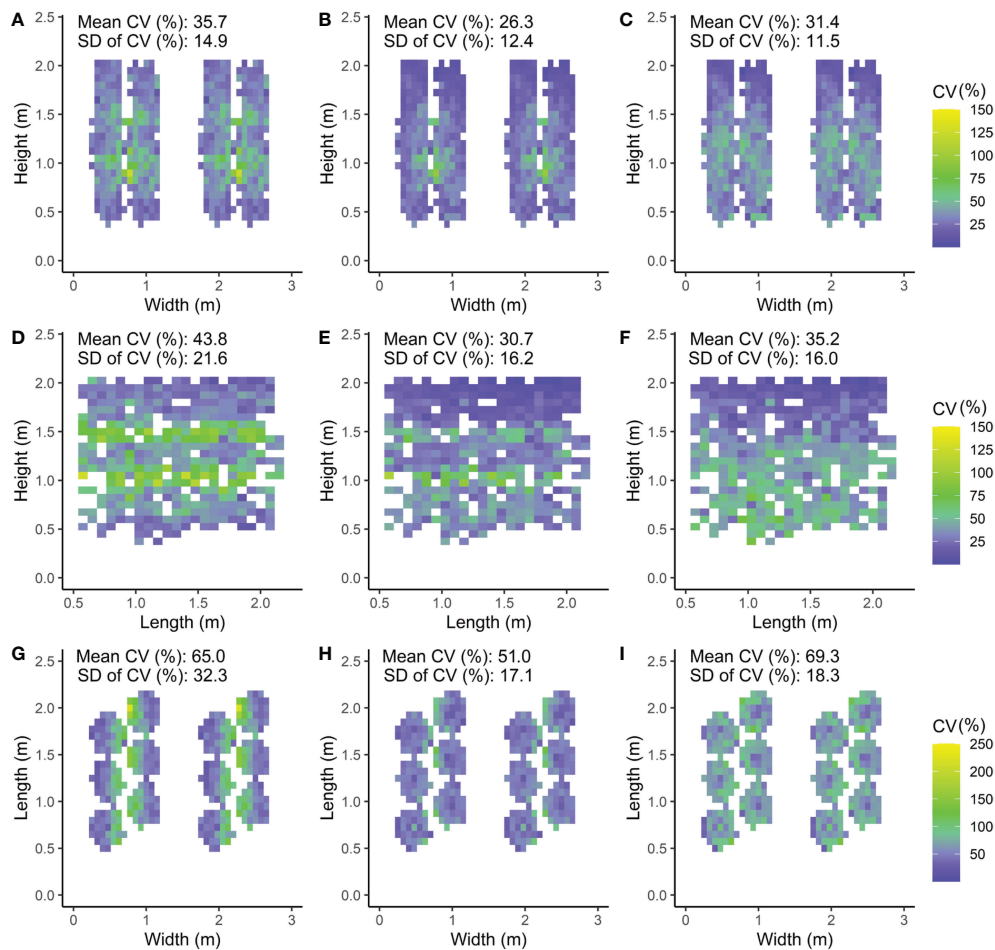 A
Mean CV (%): 35.7
SD of CV (%): 14.9
2.5
2.0
1.5
1.0
0.5
0.0
Height (m)
0 1 2 3
Width (m)
B
Mean CV (%): 26.3
SD of CV (%): 12.4
2.5
2.0
1.5
1.0
0.5
0.0
Height (m)
0 1 2 3
Width (m)
C
Mean CV (%): 31.4
SD of CV (%): 11.5
2.5
2.0
1.5
1.0
0.5
0.0
Height (m)
0 1 2 3
Width (m)
CV (%)
150
125
100
75
50
25
D
Mean CV (%): 43.8
SD of CV (%): 21.6
2.5
2.0
1.5
1.0
0.5
0.0
Height (m)
0.5 1.0 1.5 2.0
Length (m)
E
Mean CV (%): 30.7
SD of CV (%): 16.2
2.5
2.0
1.5
1.0
0.5
0.0
Height (m)
0.5 1.0 1.5 2.0
Length (m)
F
Mean CV (%): 35.2
SD of CV (%): 16.0
2.5
2.0
1.5
1.0
0.5
0.0
Height (m)
0.5 1.0 1.5 2.0
Length (m)
CV (%)
150
125
100
75
50
25
G
Mean CV (%): 65.0
SD of CV (%): 32.3
2.5
2.0
1.5
1.0
0.5
0.0
Length (m)
0 1 2 3
Width (m)
H
Mean CV (%): 51.0
SD of CV (%): 17.1
2.5
2.0
1.5
1.0
0.5
0.0
Length (m)
0 1 2 3
Width (m)
I
Mean CV (%): 69.3
SD of CV (%): 18.3
2.5
2.0
1.5
1.0
0.5
0.0
Length (m)
0 1 2 3
Width (m)
CV (%)
250
200
150
100
50